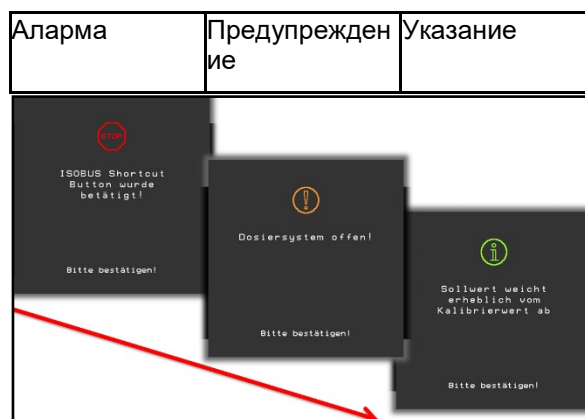 Аларма
Предупрежден
ие
Указание
STOP
ISOBUS Shortcut
Button wurde
betätigt!
Bitte bestätigen!
Dosiersystem offen!
Bitte bestätigen!
Sollwert weicht
erheblich vom
Kalibrierwert ab
Bitte bestätigen!